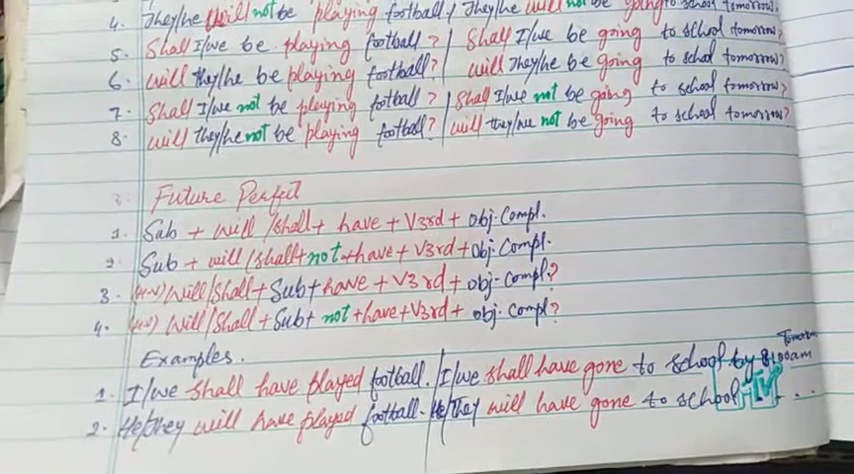 4. They/he will not be playing football / They/he will not be going to school tomorrow.
5. Shall I/we be playing football? / Shall I/we be going to school tomorrow?
6. will they/he be playing football? / will They/he be going to school tomorrow?
7. Shall I/we not be playing football? / Shall I/we not be going to school tomorrow?
8. will they/he not be playing football? / will they/he not be going to school tomorrow?
3. Future Perfect
1. Sub + will/shall + have + V3rd + obj. Compl.
2. Sub + will/shall + not + have + V3rd + Obj. Compl.
3. (H.V) Will/Shall + Sub + have + V3rd + obj. Compl?
4. (H.V) Will/Shall + Sub + not + have + V3rd + obj. Compl?
Examples.
1. I/we shall have played football. / I/we shall have gone to school by 8:00am Tomorrow
2. He/they will have played football. He/They will have gone to school ...